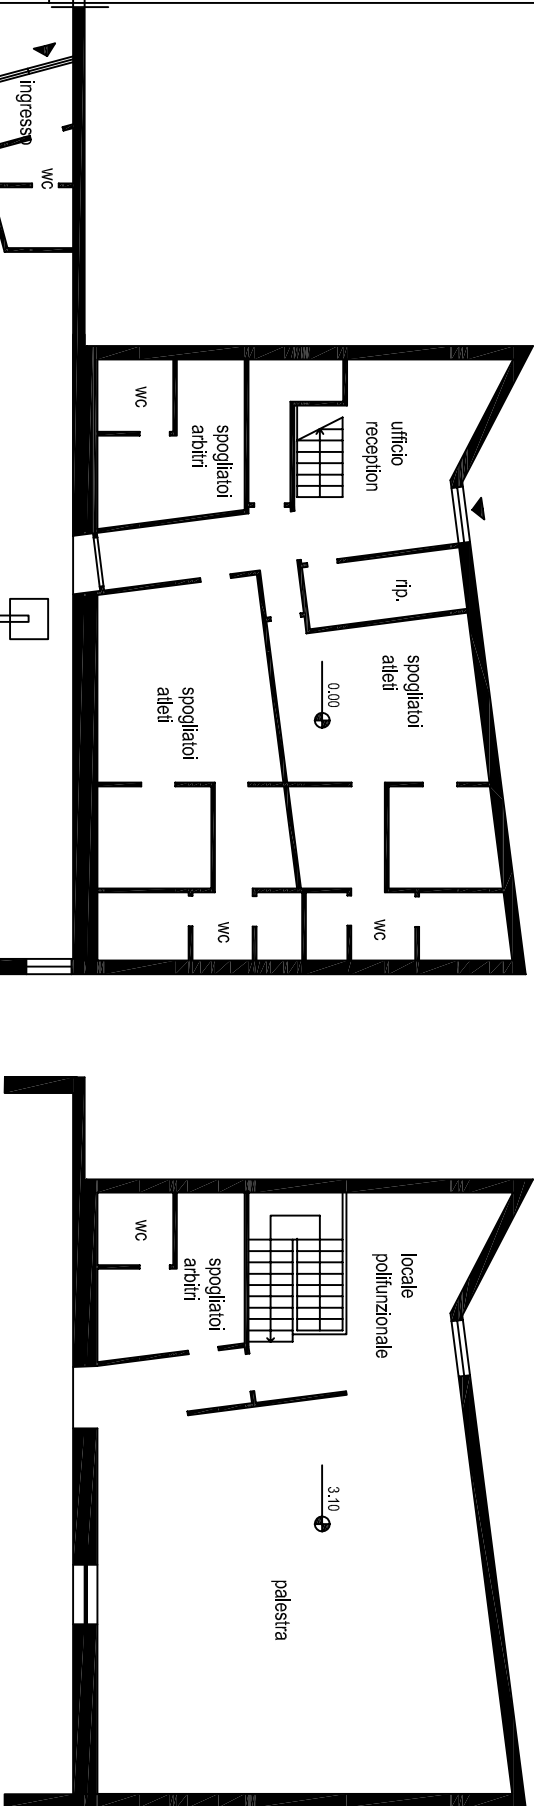 ingresso
wc
wc
spogliatoi
arbitri
ufficio
reception
rip.
spogliatoi
atleti
0.00
spogliatoi
atleti
wc
wc
wc
spogliatoi
arbitri
locale
polifunzionale
3.10
palestra